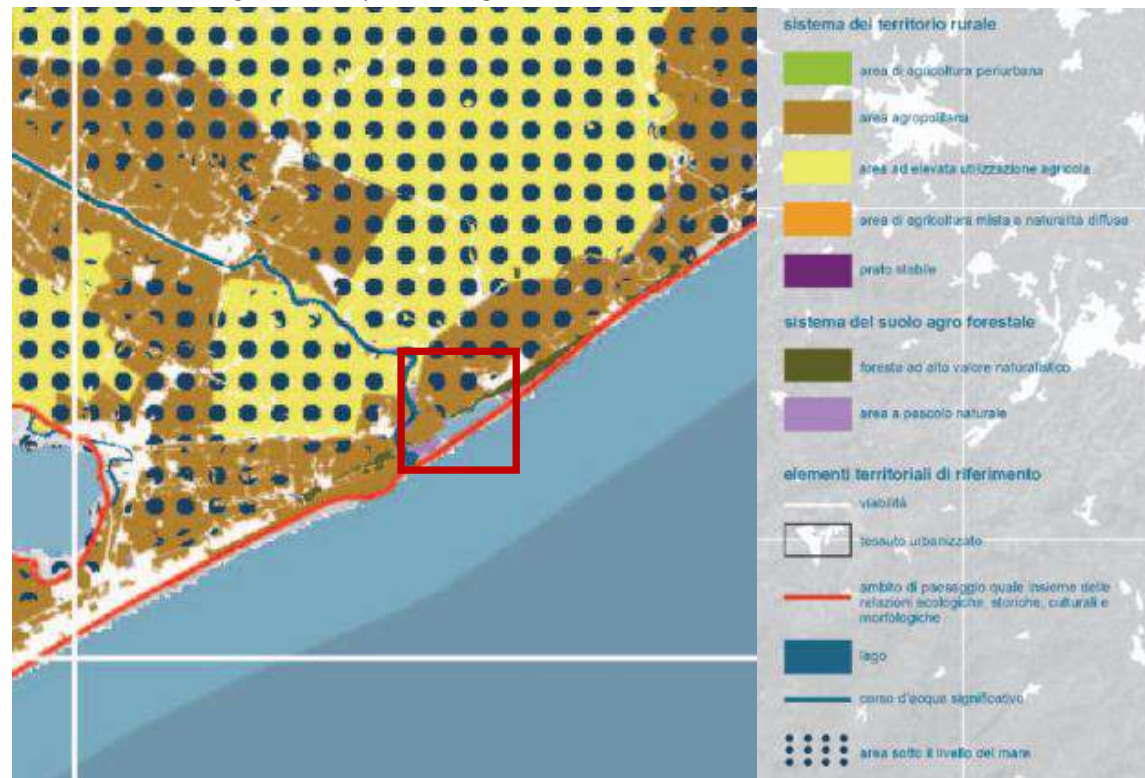 sistema del territorio rurale
area di agricoltura periurbana
area agropolitana
area ad elevata utilizzazione agricola
area di agricoltura mista a naturalità diffusa
prato stabile
sistema del suolo agro forestale
foresta ad alto valore naturalistico
area a pascolo naturale
elementi territoriali di riferimento
viabilità
tessuto urbanizzato
ambito di paesaggio quale insieme delle
relazioni ecologiche, storiche, culturali e
morfologiche
lago
corso d'acqua significativo
area sotto il livello del mare